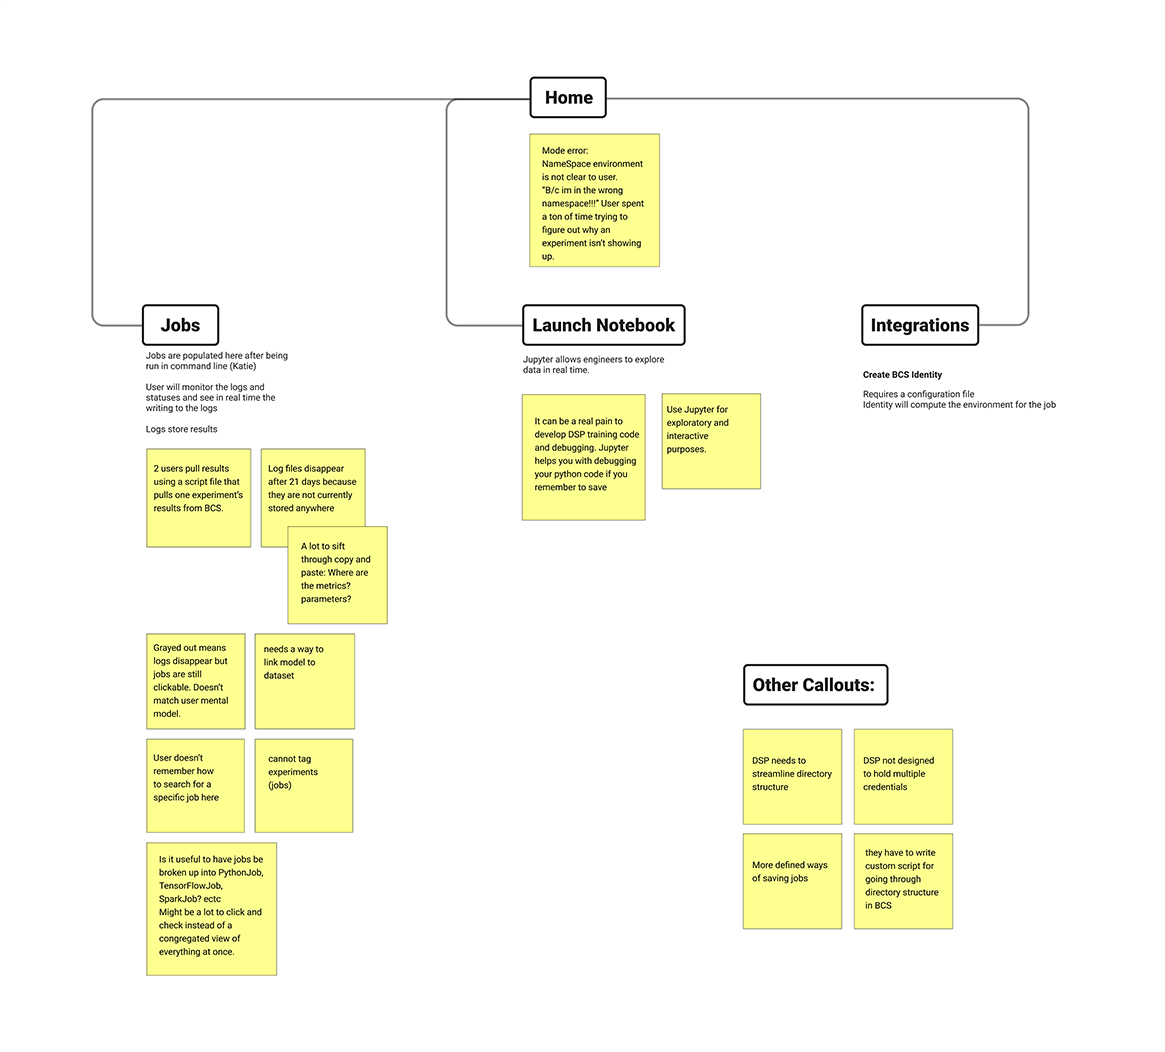 Home
Mode error:
NameSpace environment
is not clear to user.
“B/c im in the wrong
namespace!!!” User spent
a ton of time trying to
figure out why an
experiment isn’t showing
up.
Jobs
Jobs are populated here after being
run in command line (Katie)
User will monitor the logs and
statuses and see in real time the
writing to the logs
Logs store results
2 users pull results
using a script file that
pulls one experiment’s
results from BCS.
Log files disappear
after 21 days because
they are not currently
stored anywhere
A lot to sift
through copy and
paste: Where are
the metrics?
parameters?
Grayed out means
logs disappear but
jobs are still
clickable. Doesn’t
match user mental
model.
needs a way to
link model to
dataset
User doesn’t
remember how
to search for a
specific job here
cannot tag
experiments
(jobs)
Is it useful to have jobs be
broken up into PythonJob,
TensorFlowJob,
SparkJob? ectc
Might be a lot to click and
check instead of a
congregated view of
everything at once.
Launch Notebook
Jupyter allows engineers to explore
data in real time.
It can be a real pain to
develop DSP training code
and debugging. Jupyter
helps you with debugging
your python code if you
remember to save
Use Jupyter for
exploratory and
interactive
purposes.
Integrations
Create BCS Identity
Requires a configuration file
Identity will compute the environment for the job
Other Callouts:
DSP needs to
streamline directory
structure
DSP not designed
to hold multiple
credentials
More defined ways
of saving jobs
they have to write
custom script for
going through
directory structure
in BCS